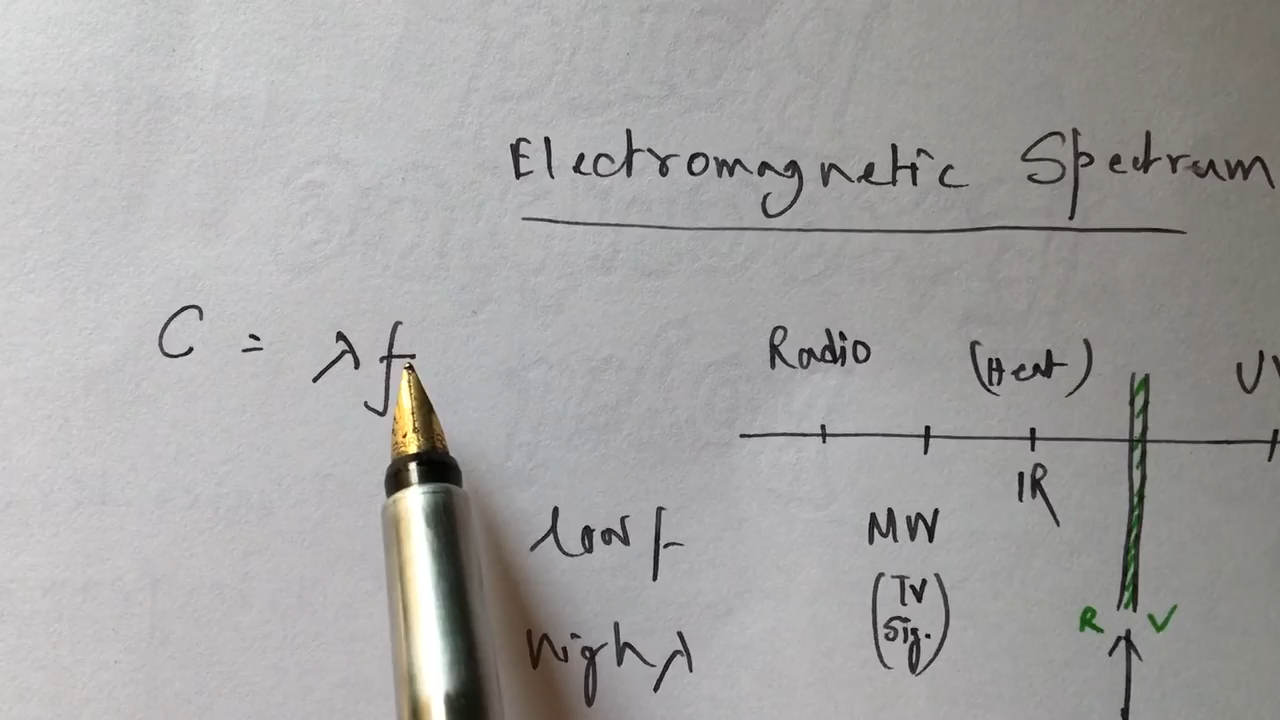 Electromagnetic Spectrum
C = λf
Radio
(Heat)
UV
IR
low f
MW
(TV
Sig.)
R V
high λ